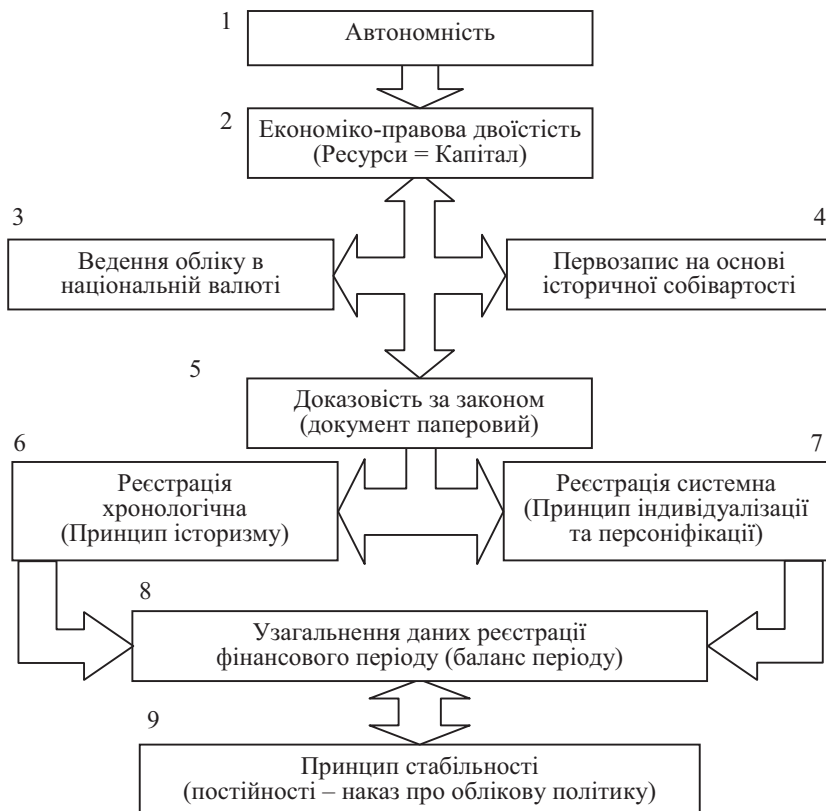 1
Автономність
2
Економіко-правова двоїстість
(Ресурси = Капітал)
3
Ведення обліку в
національній валюті
4
Первозапис на основі
історичної собівартості
5
Доказовість за законом
(документ паперовий)
6
Реєстрація
хронологічна
(Принцип історизму)
7
Реєстрація системна
(Принцип індивідуалізації
та персоніфікації)
8
Узагальнення даних реєстрації
фінансового періоду (баланс періоду)
9
Принцип стабільності
(постійності – наказ про облікову політику)